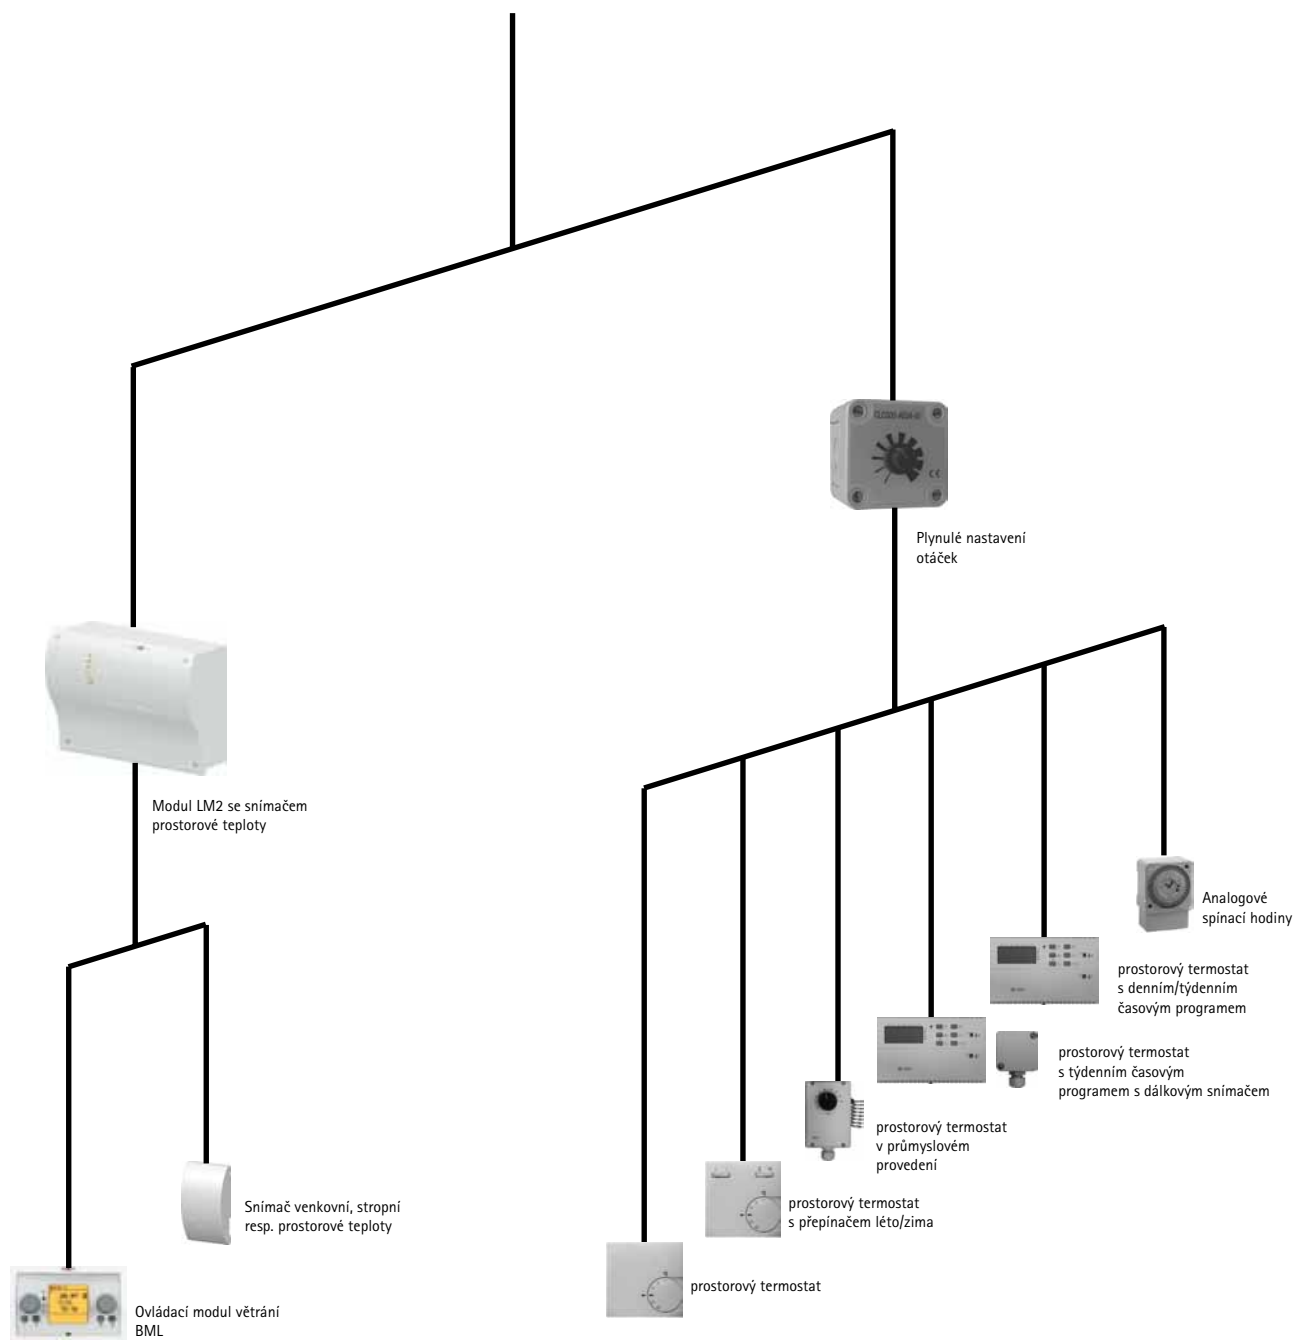 Plynulé nastavení
otáček
Modul LM2 se snímačem
prostorové teploty
Analogové
spínací hodiny
prostorový termostat
s denním/týdenním
časovým programem
prostorový termostat
s týdenním časovým
programem s dálkovým snímačem
prostorový termostat
v průmyslovém
provedení
prostorový termostat
s přepínačem léto/zima
Snímač venkovní, stropní
resp. prostorové teploty
prostorový termostat
Ovládací modul větrání
BML